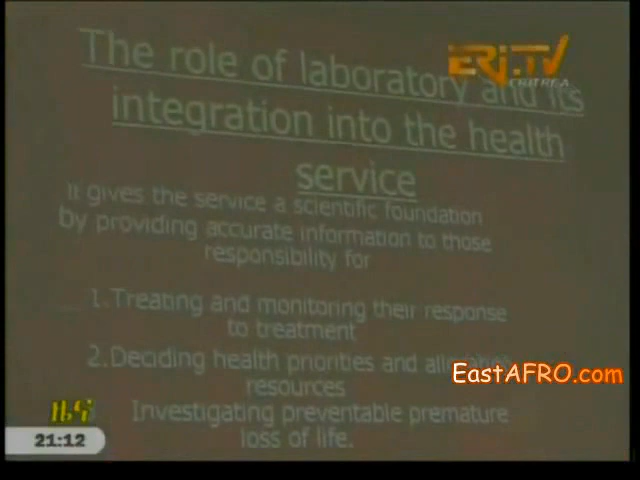 ERi.TV
ERITREA
The role of laboratory and its
integration into the health
service
It gives the service a scientific foundation
by providing accurate information to those
responsibility for
1. Treating and monitoring their response
to treatment
2. Deciding health priorities and
resources
EastAFRO.com
Investigating preventable premature
loss of life.
ዜና
21:12